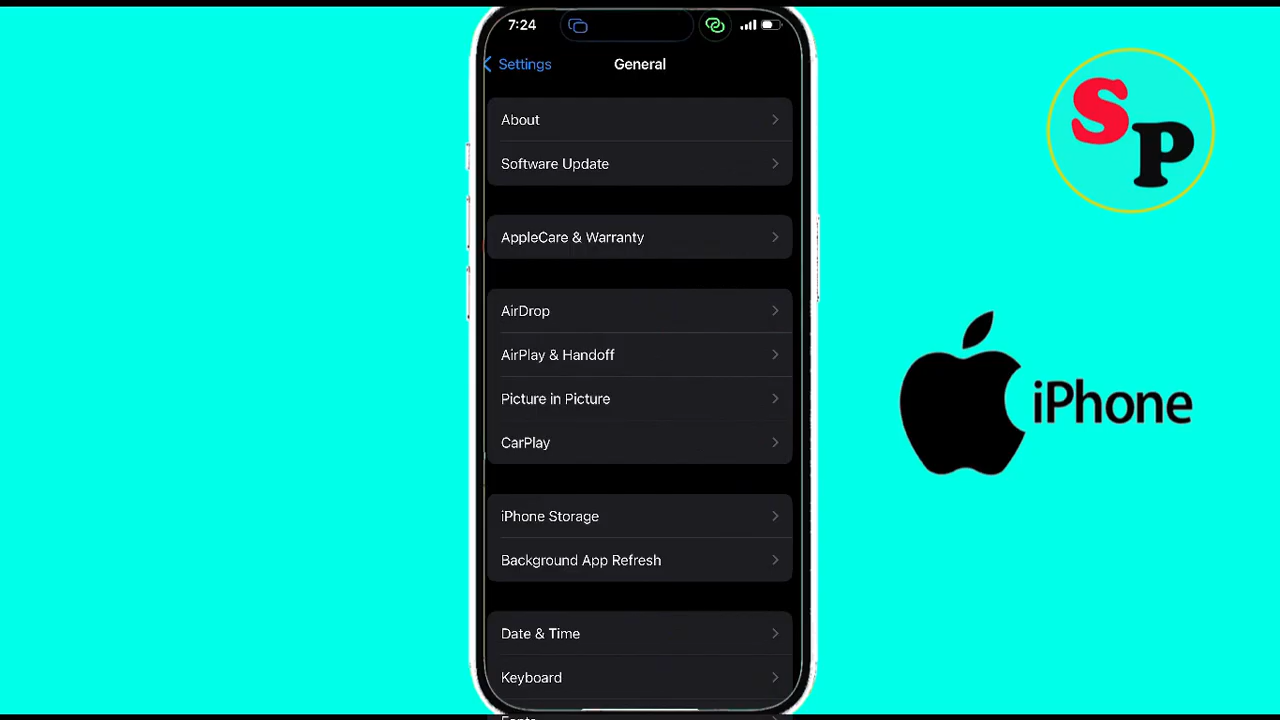 7:24
Settings
General
About
Software Update
AppleCare & Warranty
AirDrop
AirPlay & Handoff
Picture in Picture
CarPlay
iPhone Storage
Background App Refresh
Date & Time
Keyboard
Fonts
SP
iPhone